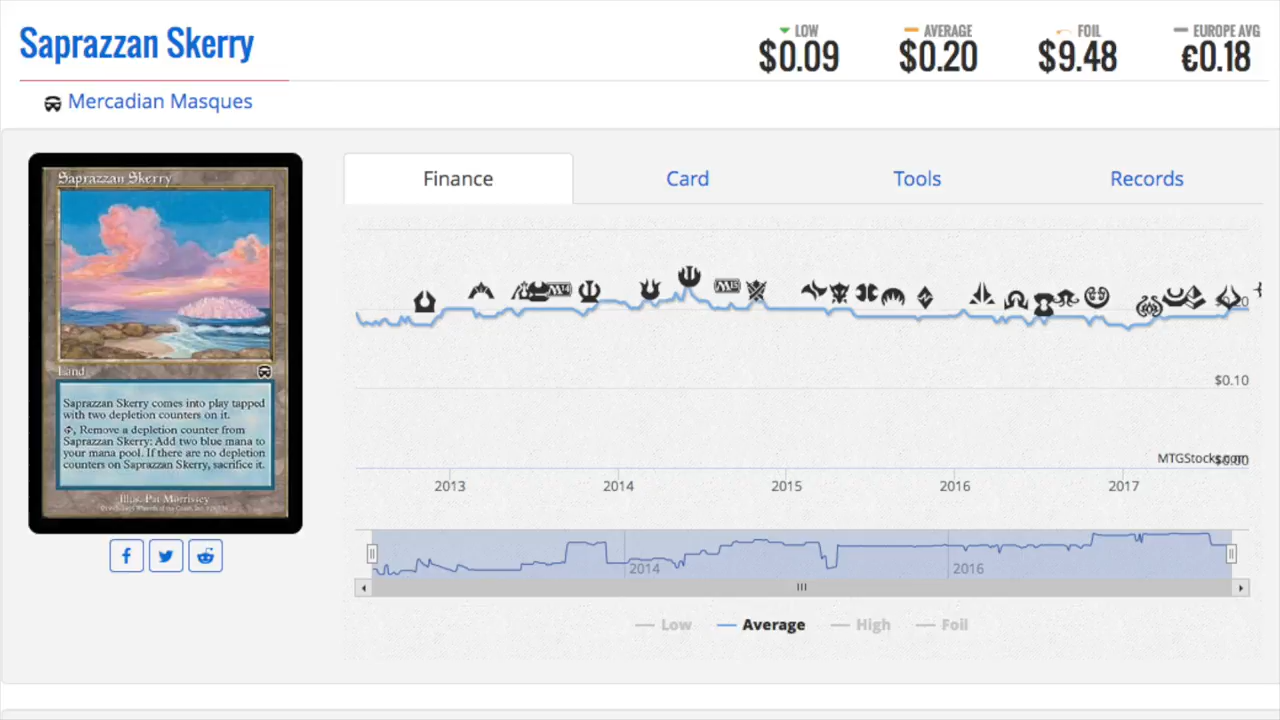 Saprazzan Skerry
LOW
$0.09
AVERAGE
$0.20
FOIL
$9.48
EUROPE AVG
€0.18
Mercadian Masques
Saprazzan Skerry
Land
Saprazzan Skerry comes into play tapped
with two depletion counters on it.
, Remove a depletion counter from
Saprazzan Skerry: Add two blue mana to
your mana pool. If there are no depletion
counters on Saprazzan Skerry, sacrifice it.
Illus. Pat Morrissey
Finance
Card
Tools
Records
$0.10
MTGStocks.com
$0.00
2013
2014
2015
2016
2017
2014
2016
Low
Average
High
Foil